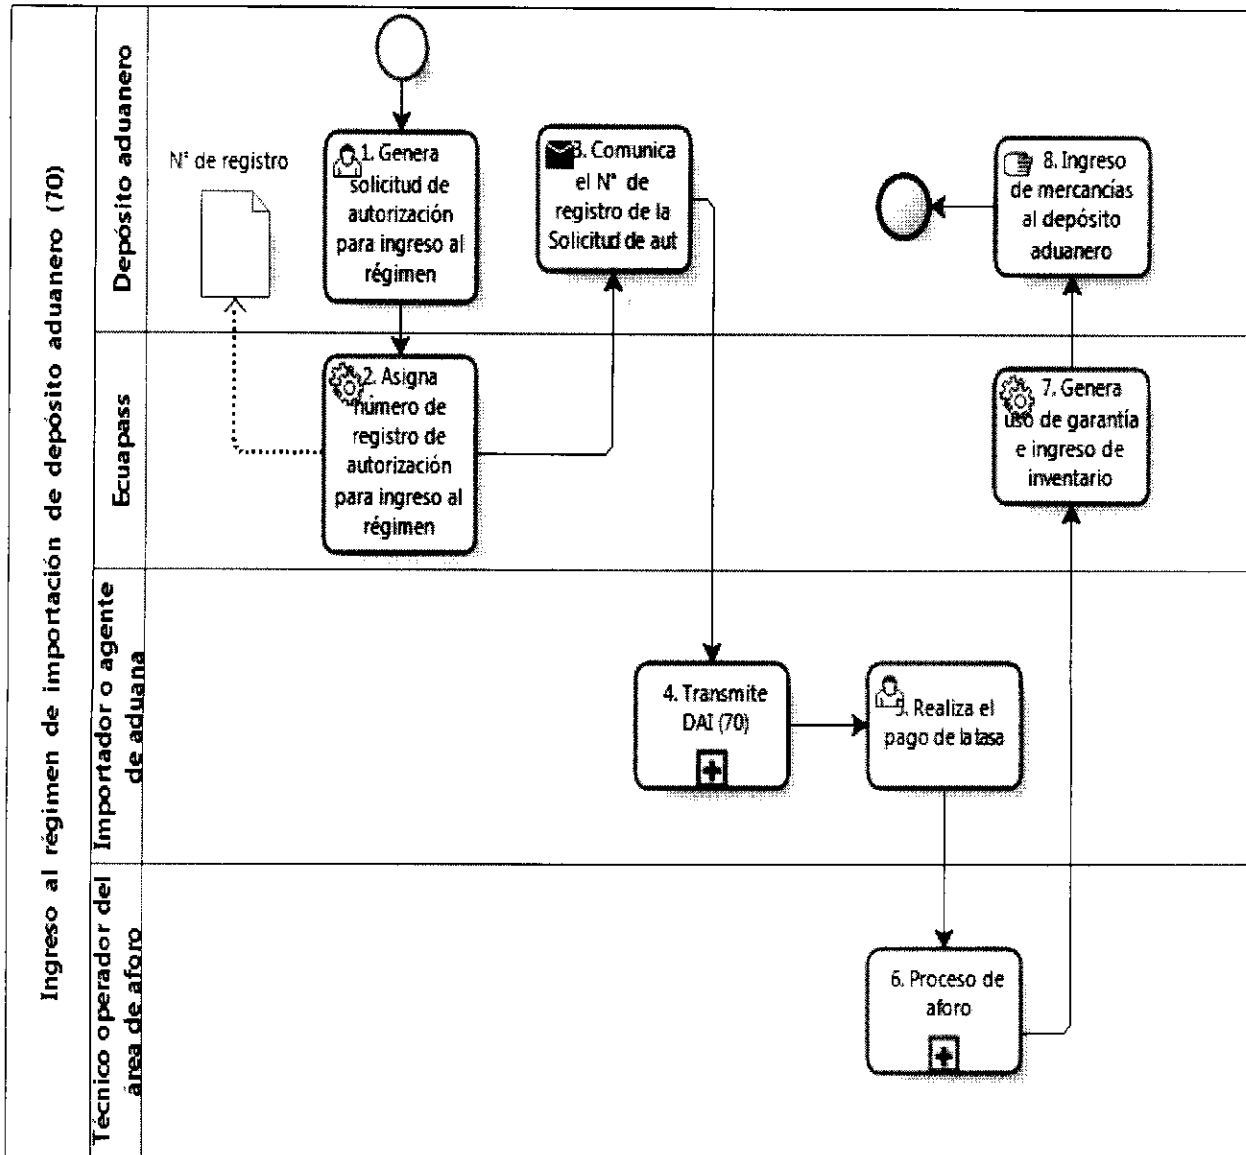 Ingreso al régimen de importación de depósito aduanero (70)
Depósito aduanero
N° de registro
1. Genera
solicitud de
autorización
para ingreso al
régimen
3. Comunica
el N° de
registro de la
Solicitud de aut
8. Ingreso
de mercancías
al depósito
aduanero
Ecuapass
2. Asigna
número de
registro de
autorización
para ingreso al
régimen
7. Genera
uso de garantía
e ingreso de
inventario
Importador o agente
de aduana
4. Transmite
DAI (70)
5. Realiza el
pago de la tasa
Técnico operador del
área de aforo
6. Proceso de
aforo